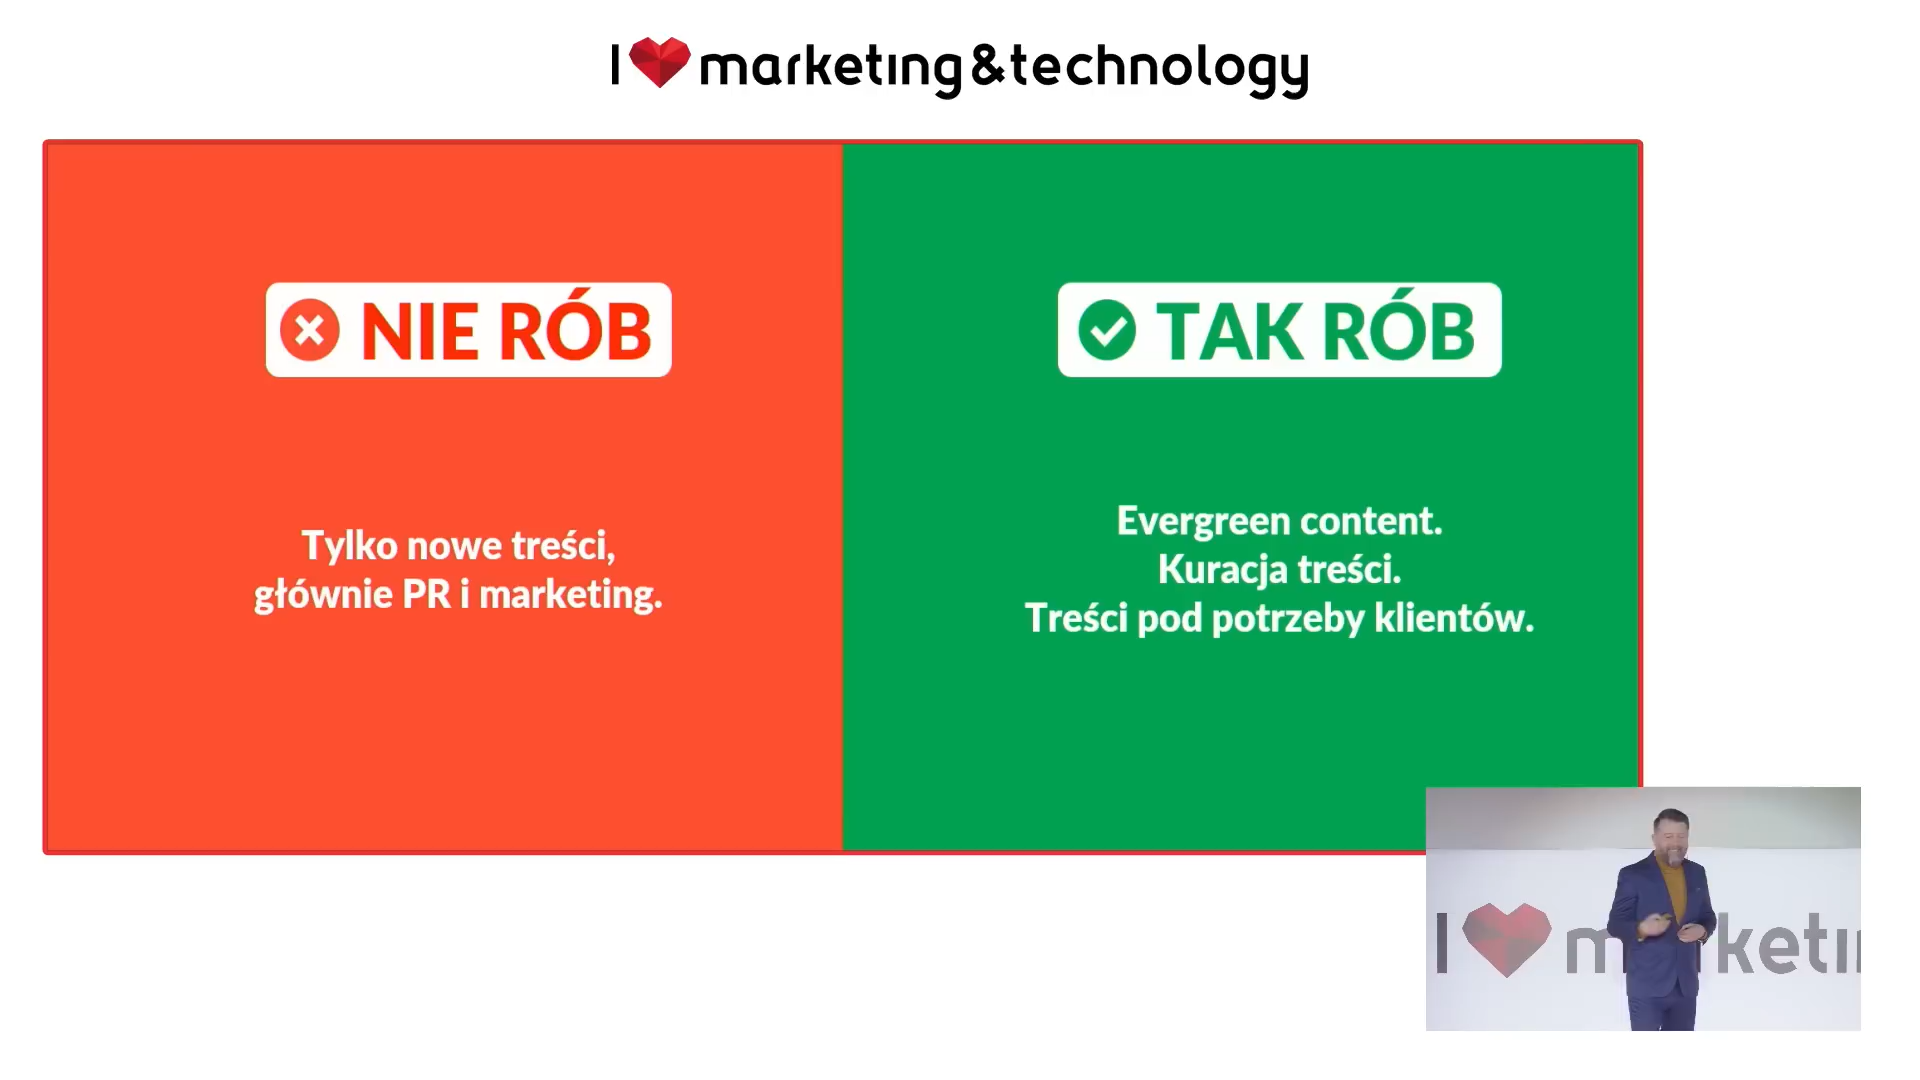 I marketing & technology
NIE RÓB
Tylko nowe treści,
głównie PR i marketing.
TAK RÓB
Evergreen content.
Kuracja treści.
Treści pod potrzeby klientów.
I m rketi